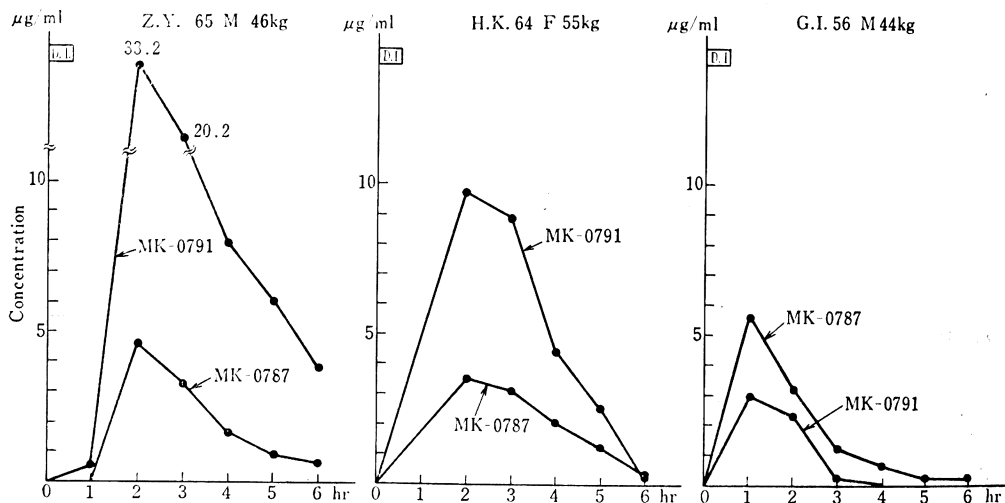 μg/ml Z.Y. 65 M 46kg
D.I.
33.2
20.2
10
5
Concentration
MK-0791
MK-0787
0 1 2 3 4 5 6 hr
μg/ml H.K. 64 F 55kg
D.I
10
5
MK-0791
MK-0787
0 1 2 3 4 5 6 hr
μg/ml G.I. 56 M 44kg
D.I
10
5
MK-0787
MK-0791
0 1 2 3 4 5 6 hr